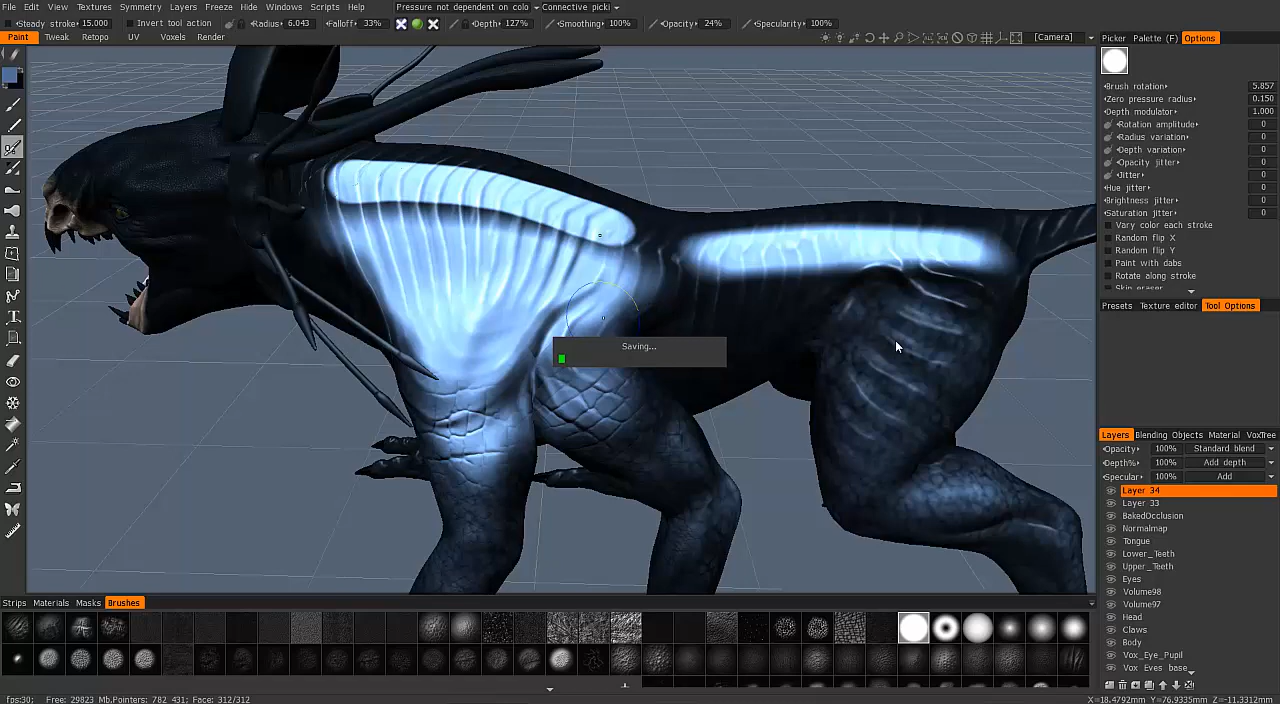 File Edit View Textures Symmetry Layers Freeze Hide Windows Scripts Help Pressure not dependent on colo Connective picki
Steady stroke 15.000 Invert tool action Radius 6.043 Falloff 33% Depth 127% Smoothing 100% Opacity 24% Specularity 100%
Paint Tweak Retopo UV Voxels Render [Camera]
Picker Palette (F) Options
Brush rotation 5.857
Zero pressure radius 0.150
Depth modulator 1.000
Rotation amplitude 0
Radius variation 0
Depth variation 0
Opacity jitter 0
Jitter 0
Hue jitter 0
Brightness jitter 0
Saturation jitter 0
Vary color each stroke
Random flip X
Random flip Y
Paint with dabs
Rotate along stroke
Skin eraser
Presets Texture editor Tool Options
Saving...
Layers Blending Objects Material VoxTree
Opacity 100% Standard blend
Depth% 100% Add depth
Specular 100% Add
Layer 34
Layer 33
BakedOcclusion
Normalmap
Tongue
Lower_Teeth
Upper_Teeth
Eyes
Volume98
Volume97
Head
Claws
Body
Vox_Eye_Pupil
Vox Eyes base
Strips Materials Masks Brushes
fps:30; Free: 29823 Mb.Pointers: 782 431; Face: 312/312 X=18.4792mm Y=76.9335mm Z=-11.3312mm